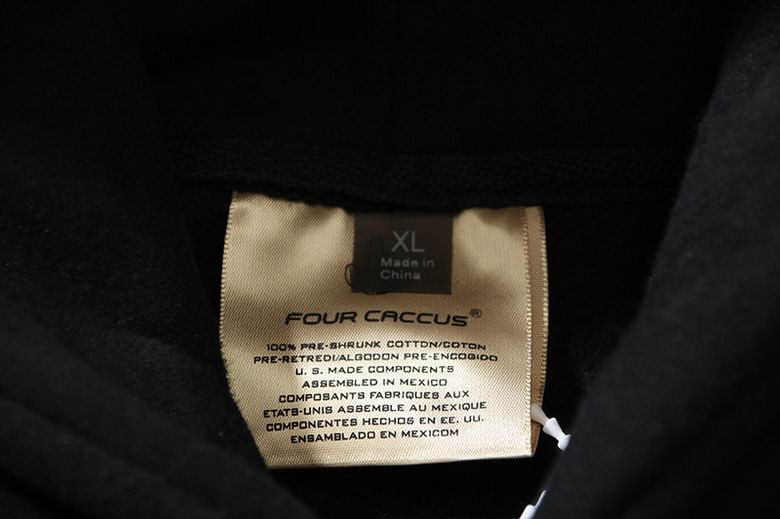 XL
Made in
China
FOUR CACCUS®
100% PRE-SHRUNK COTTON/COTON
PRE-RETREDI/ALGODON PRE-ENCOGIDO
U. S. MADE COMPONENTS
ASSEMBLED IN MEXICO
COMPOSANTS FABRIQUES AUX
ETATS-UNIS ASSEMBLE AU MEXIQUE
COMPONENTES HECHOS EN EE. UU.
ENSAMBLADO EN MEXICOM